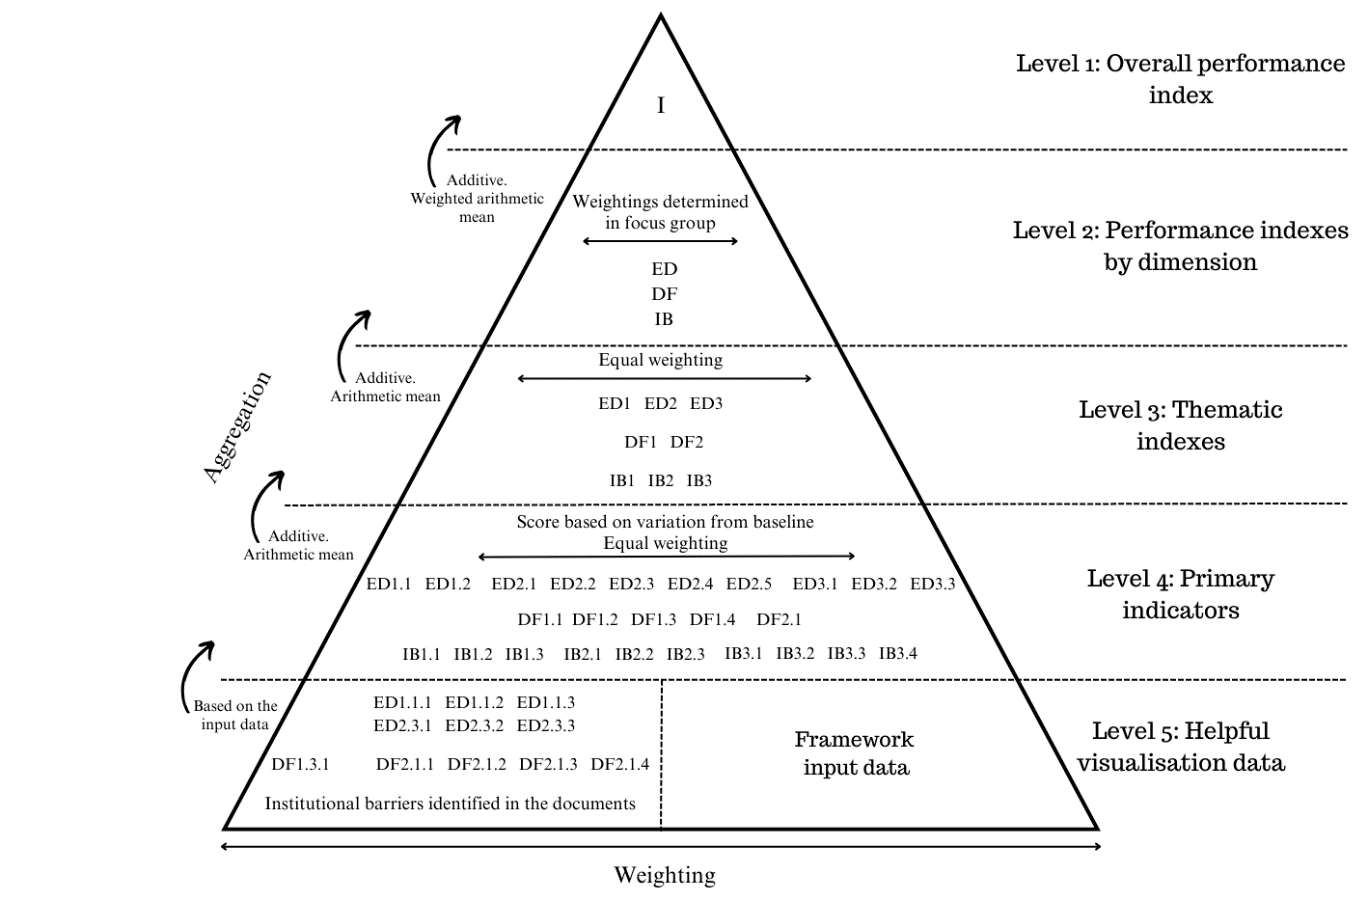 Level 1: Overall performance
index
I
Additive.
Weighted arithmetic
mean
Weightings determined
in focus group
ED
DF
IB
Level 2: Performance indexes
by dimension
Additive.
Arithmetic mean
Equal weighting
ED1 ED2 ED3
DF1 DF2
IB1 IB2 IB3
Level 3: Thematic
indexes
Aggregation
Additive.
Arithmetic mean
Score based on variation from baseline
Equal weighting
ED1.1 ED1.2 ED2.1 ED2.2 ED2.3 ED2.4 ED2.5 ED3.1 ED3.2 ED3.3
DF1.1 DF1.2 DF1.3 DF1.4 DF2.1
IB1.1 IB1.2 IB1.3 IB2.1 IB2.2 IB2.3 IB3.1 IB3.2 IB3.3 IB3.4
Level 4: Primary
indicators
Based on the
input data
ED1.1.1 ED1.1.2 ED1.1.3
ED2.3.1 ED2.3.2 ED2.3.3
DF1.3.1 DF2.1.1 DF2.1.2 DF2.1.3 DF2.1.4
Institutional barriers identified in the documents
Framework
input data
Level 5: Helpful
visualisation data
Weighting